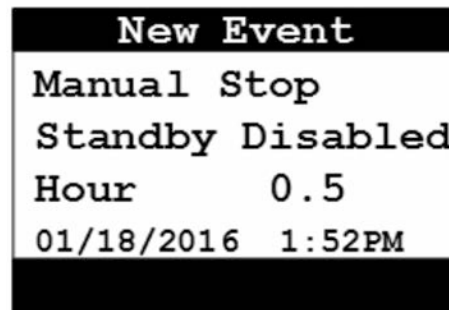 New Event
Manual Stop
Standby Disabled
Hour 0.5
01/18/2016 1:52PM